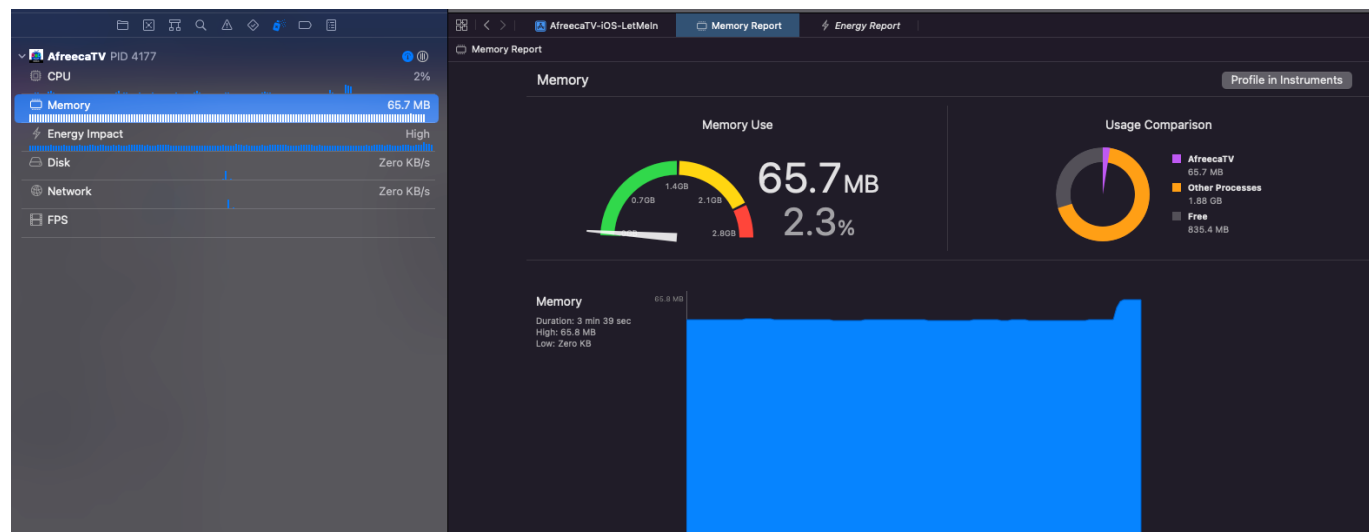 AfreecaTV PID 4177
CPU 2%
Memory 65.7 MB
Energy Impact High
Disk Zero KB/s
Network Zero KB/s
FPS
AfreecaTV-iOS-LetMeIn
Memory Report
Energy Report
Memory Report
Memory
Profile in Instruments
Memory Use
0.7GB
1.4GB
2.1GB
2.8GB
65.7MB
2.3%
Usage Comparison
AfreecaTV
65.7 MB
Other Processes
1.88 GB
Free
835.4 MB
Memory
Duration: 3 min 39 sec
High: 65.8 MB
Low: Zero KB
65.8 MB